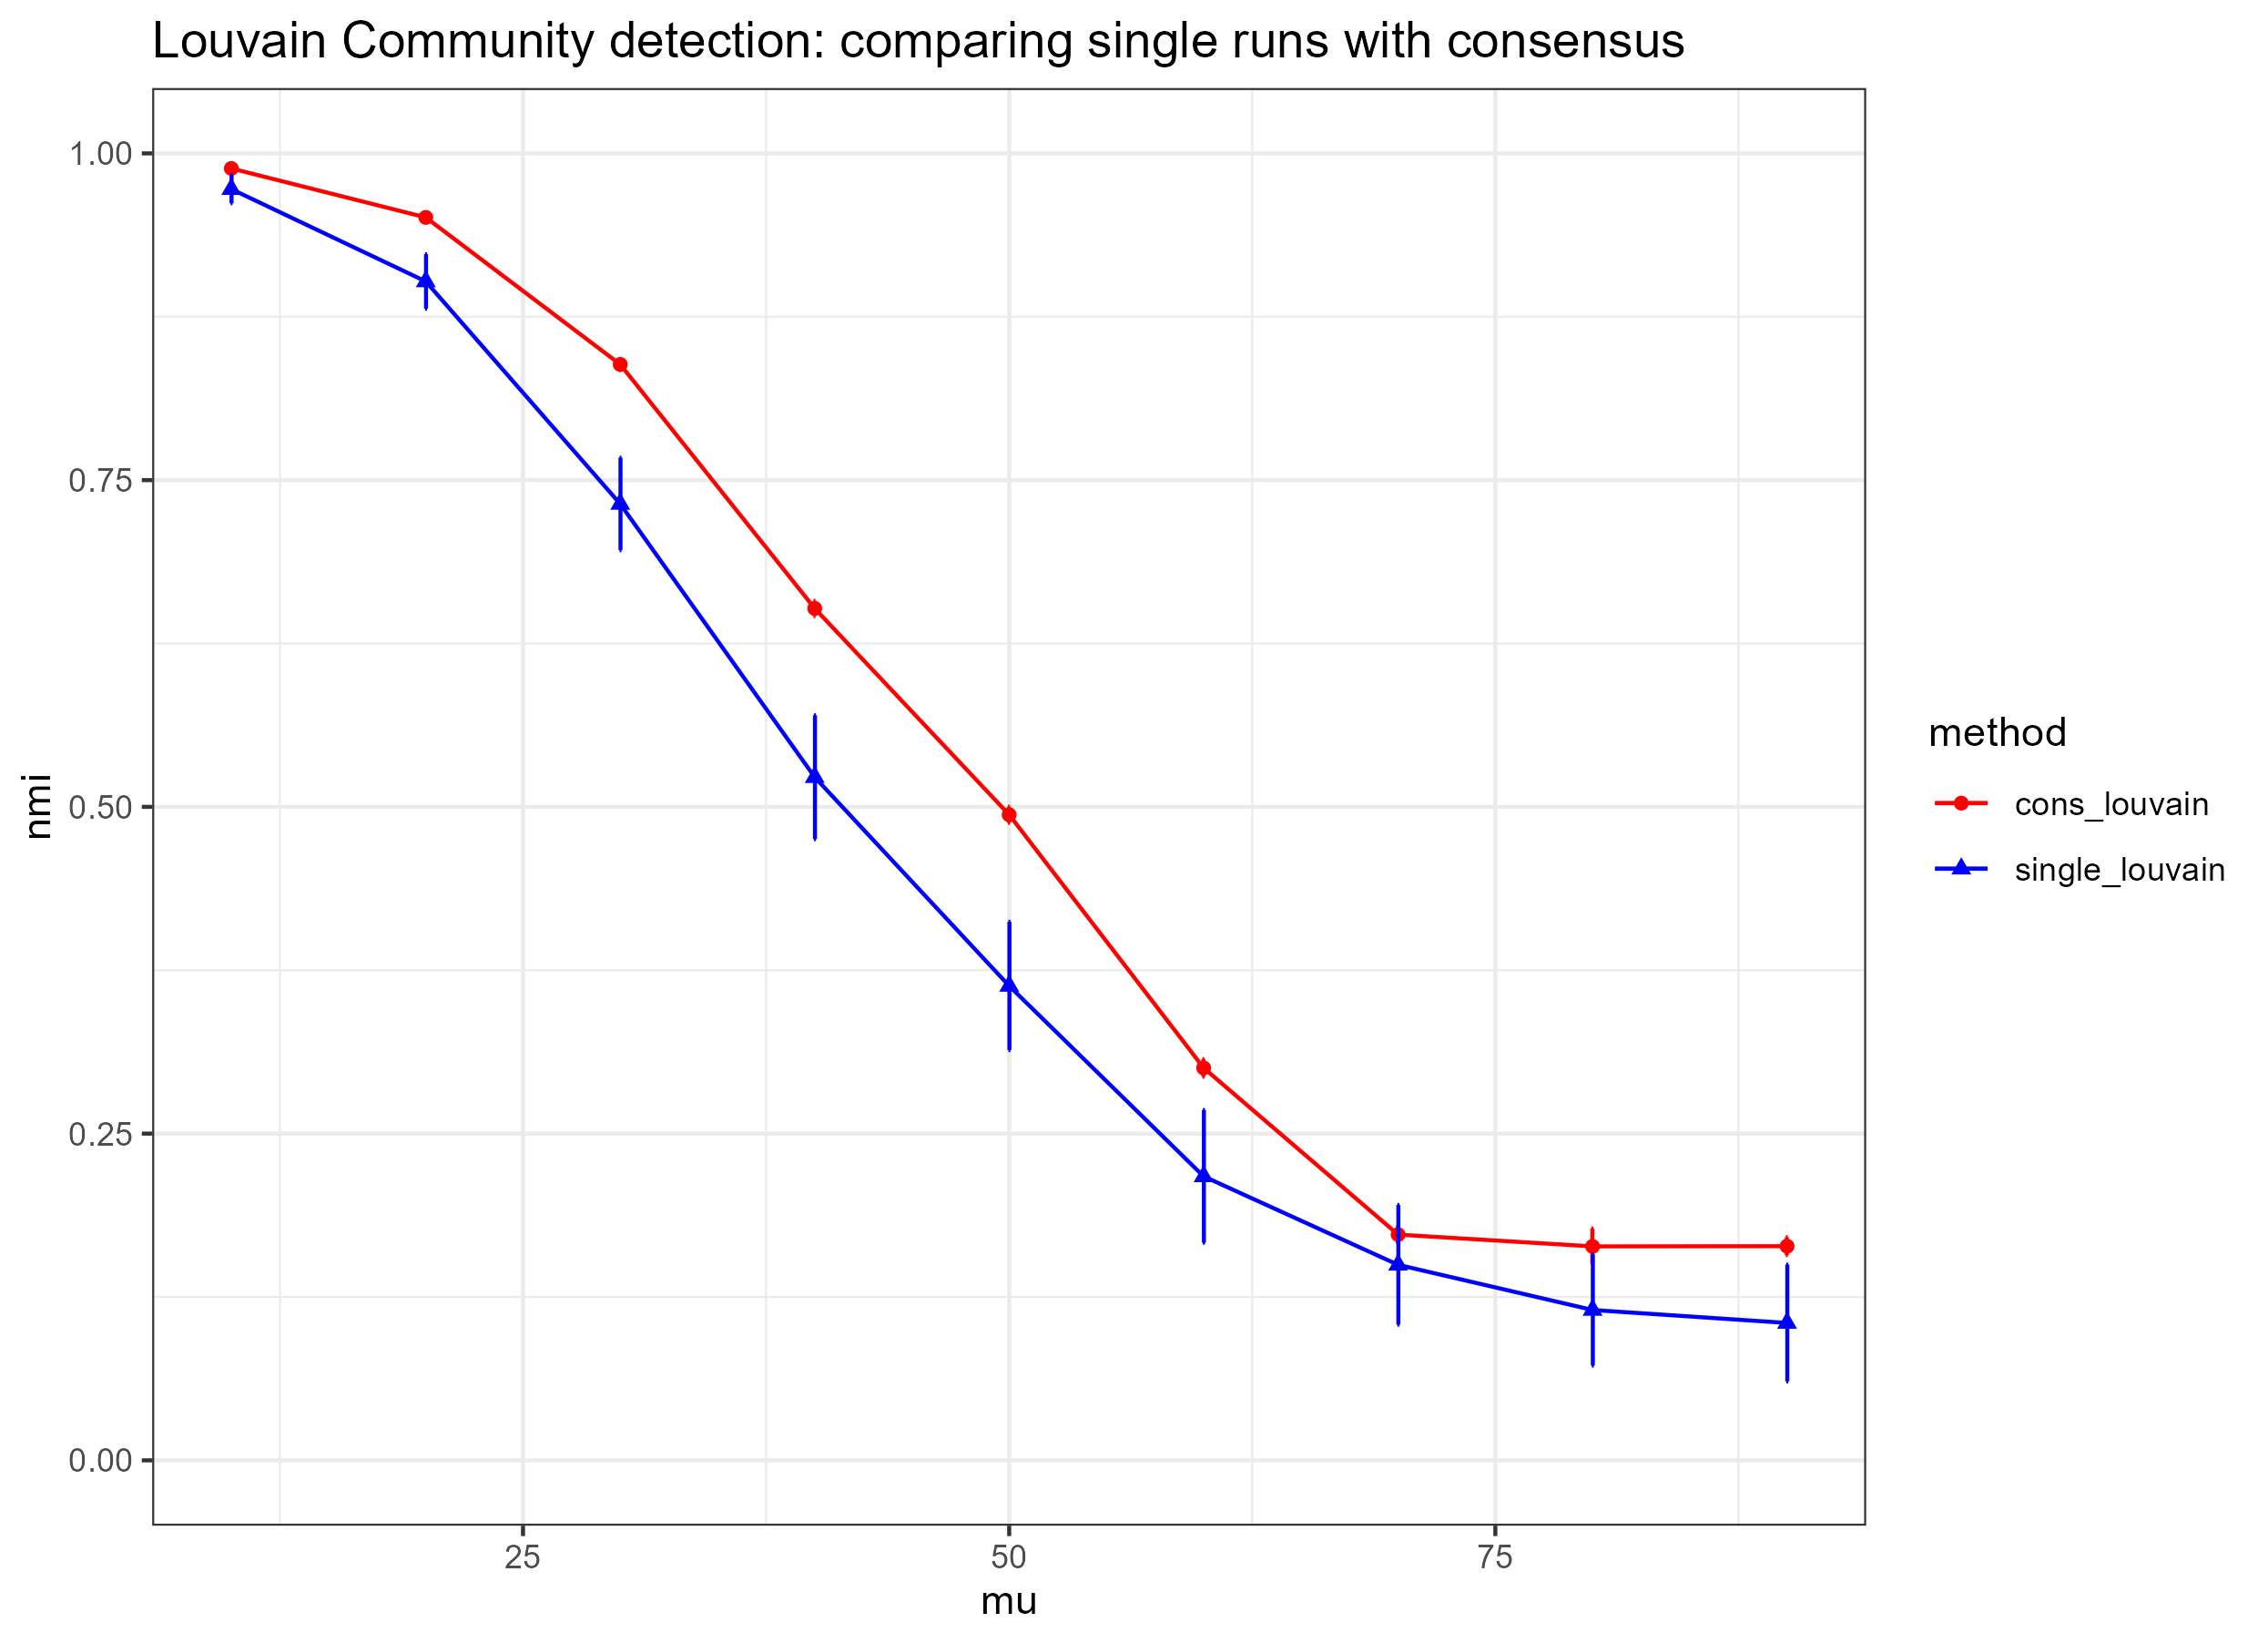 Louvain Community detection: comparing single runs with consensus
1.00
0.75
0.50
0.25
0.00
nmi
25 50 75
mu
method
cons_louvain
single_louvain